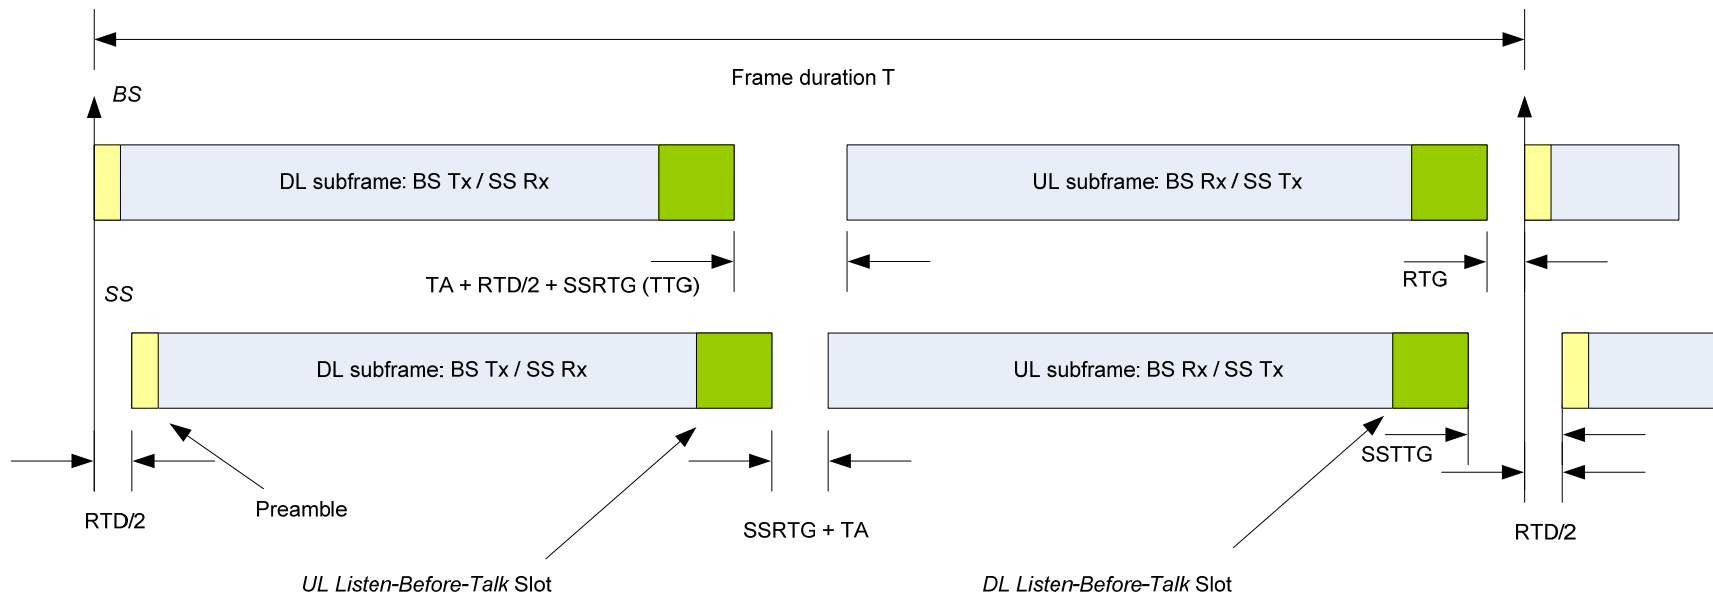 Frame duration T
BS
DL subframe: BS Tx / SS Rx
UL subframe: BS Rx / SS Tx
TA + RTD/2 + SSRTG (TTG)
RTG
SS
DL subframe: BS Tx / SS Rx
UL subframe: BS Rx / SS Tx
SSTTG
Preamble
RTD/2
SSRTG + TA
RTD/2
UL Listen-Before-Talk Slot
DL Listen-Before-Talk Slot